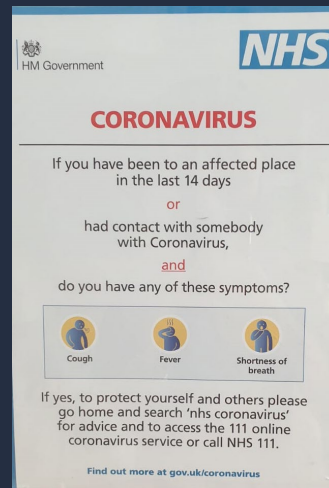 HM Government
NHS
CORONAVIRUS
If you have been to an affected place
in the last 14 days
or
had contact with somebody
with Coronavirus,
and
do you have any of these symptoms?
Cough
Fever
Shortness of
breath
If yes, to protect yourself and others please
go home and search ‘nhs coronavirus’
for advice and to access the 111 online
coronavirus service or call NHS 111.
Find out more at gov.uk/coronavirus